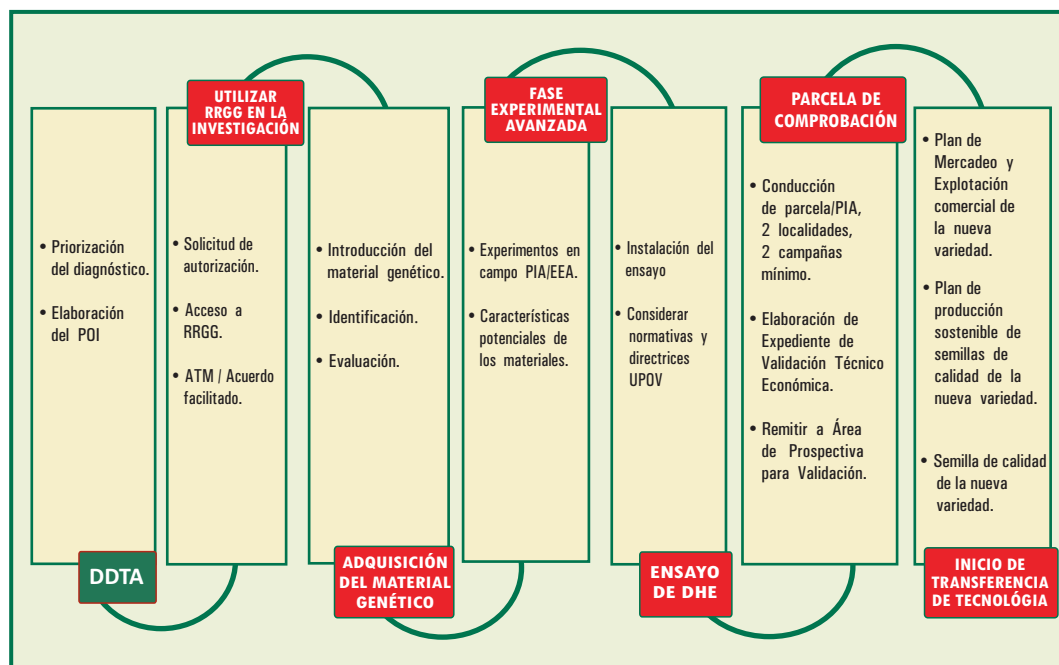 • Priorización
del diagnóstico.
• Elaboración
del POI
DDTA
UTILIZAR
RRGG EN LA
INVESTIGACIÓN
• Solicitud de
autorización.
• Acceso a
RRGG.
• ATM / Acuerdo
facilitado.
• Introducción del
material genético.
• Identificación.
• Evaluación.
ADQUISICIÓN
DEL MATERIAL
GENÉTICO
FASE
EXPERIMENTAL
AVANZADA
• Experimentos en
campo PIA/EEA.
• Características
potenciales de
los materiales.
• Instalación del
ensayo
• Considerar
normativas y
directrices
UPOV
ENSAYO
DE DHE
PARCELA DE
COMPROBACIÓN
• Conducción
de parcela/PIA,
2 localidades,
2 campañas
mínimo.
• Elaboración de
Expediente de
Validación Técnico
Económica.
• Remitir a Área
de Prospectiva
para Validación.
• Plan de
Mercadeo y
Explotación
comercial de
la nueva
variedad.
• Plan de
producción
sostenible de
semillas de
calidad de la
nueva variedad.
• Semilla de calidad
de la nueva
variedad.
INICIO DE
TRANSFERENCIA
DE TECNOLÓGIA